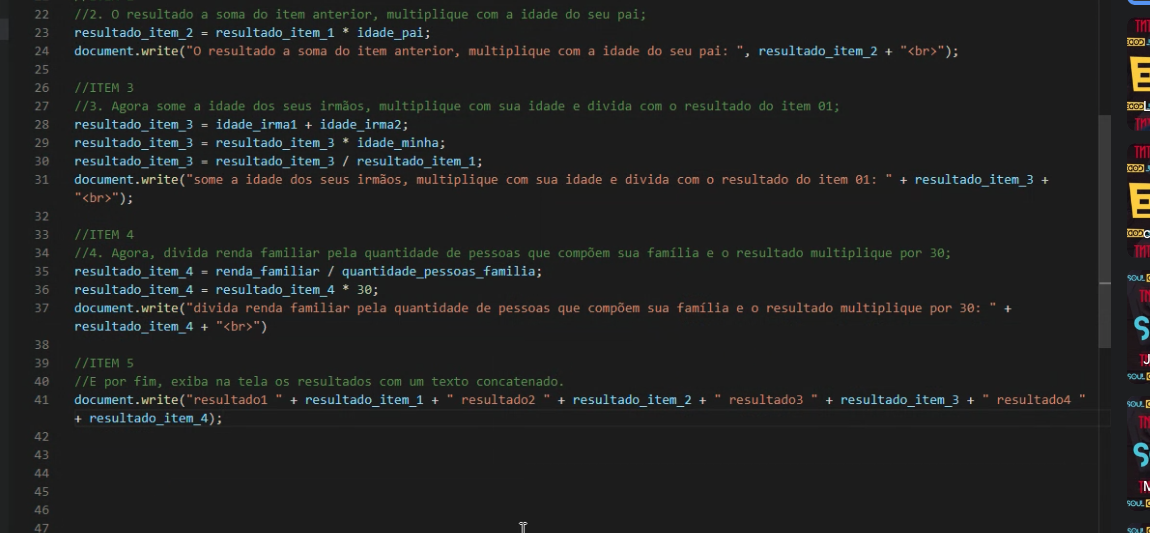 22 //2. O resultado a soma do item anterior, multiplique com a idade do seu pai;
23 resultado_item_2 = resultado_item_1 * idade_pai;
24 document.write("O resultado a soma do item anterior, multiplique com a idade do seu pai: ", resultado_item_2 + "<br>");
25
26 //ITEM 3
27 //3. Agora some a idade dos seus irmãos, multiplique com sua idade e divida com o resultado do item 01;
28 resultado_item_3 = idade_irma1 + idade_irma2;
29 resultado_item_3 = resultado_item_3 * idade_minha;
30 resultado_item_3 = resultado_item_3 / resultado_item_1;
31 document.write("some a idade dos seus irmãos, multiplique com sua idade e divida com o resultado do item 01: " + resultado_item_3 +
"<br>");
32
33 //ITEM 4
34 //4. Agora, divida renda familiar pela quantidade de pessoas que compõem sua família e o resultado multiplique por 30;
35 resultado_item_4 = renda_familiar / quantidade_pessoas_familia;
36 resultado_item_4 = resultado_item_4 * 30;
37 document.write("divida renda familiar pela quantidade de pessoas que compõem sua família e o resultado multiplique por 30: " +
resultado_item_4 + "<br>")
38
39 //ITEM 5
40 //E por fim, exiba na tela os resultados com um texto concatenado.
41 document.write("resultado1 " + resultado_item_1 + " resultado2 " + resultado_item_2 + " resultado3 " + resultado_item_3 + " resultado4 "
+ resultado_item_4);
42
43
44
45
46
47